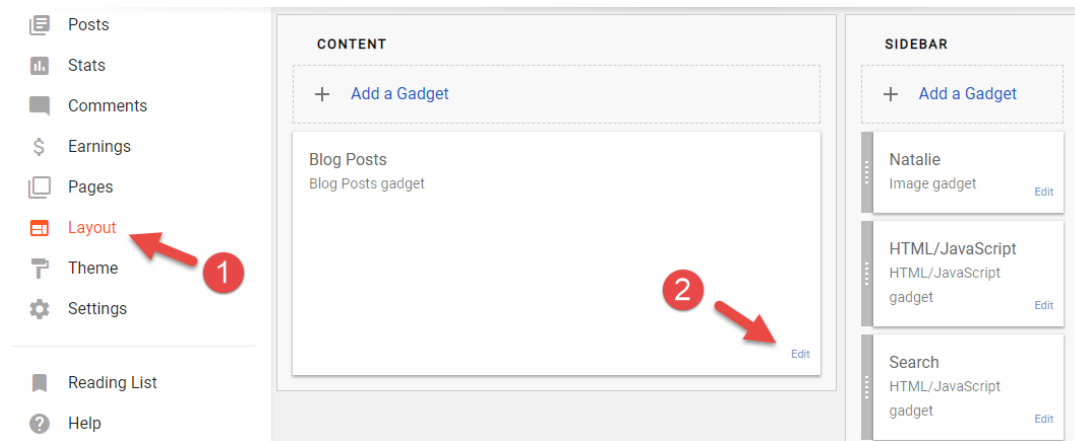 Posts
Stats
Comments
Earnings
Pages
Layout
Theme
Settings
Reading List
Help
1
CONTENT
Add a Gadget
Blog Posts
Blog Posts gadget
2
Edit
SIDEBAR
Add a Gadget
Natalie
Image gadget
Edit
HTML/JavaScript
HTML/JavaScript
gadget
Edit
Search
HTML/JavaScript
gadget
Edit